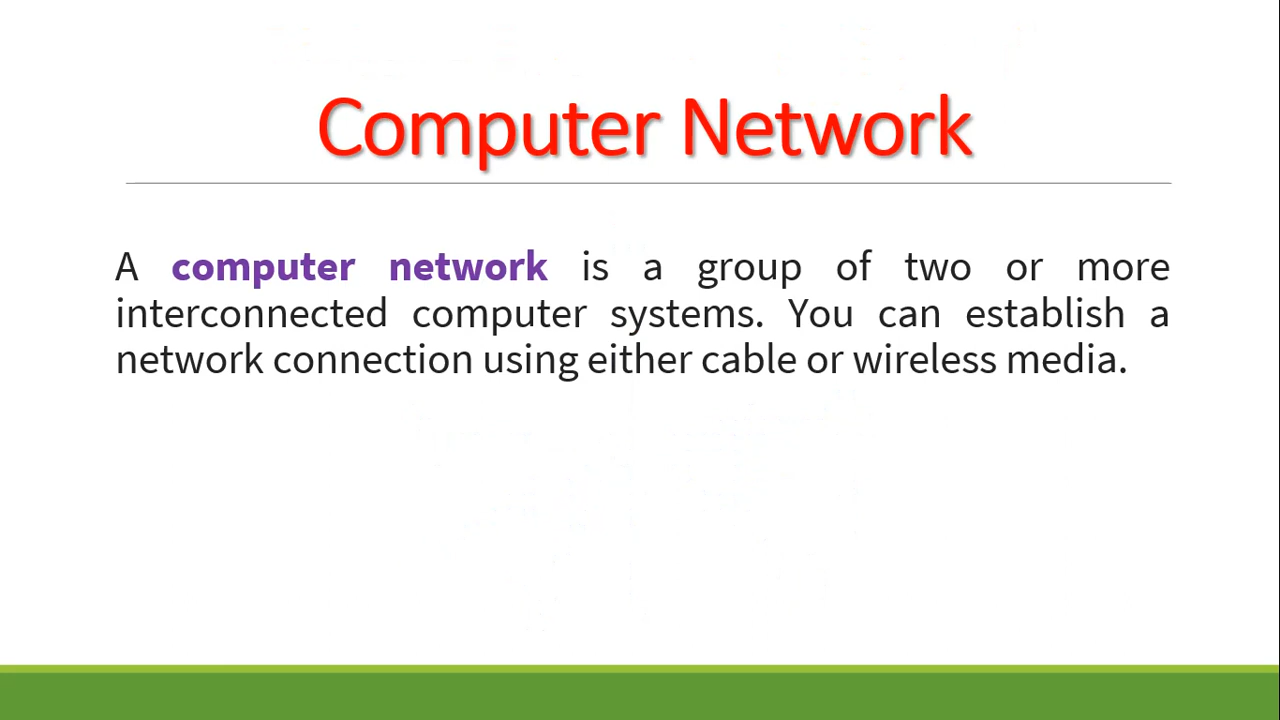 Computer Network
A computer network is a group of two or more
interconnected computer systems. You can establish a
network connection using either cable or wireless media.